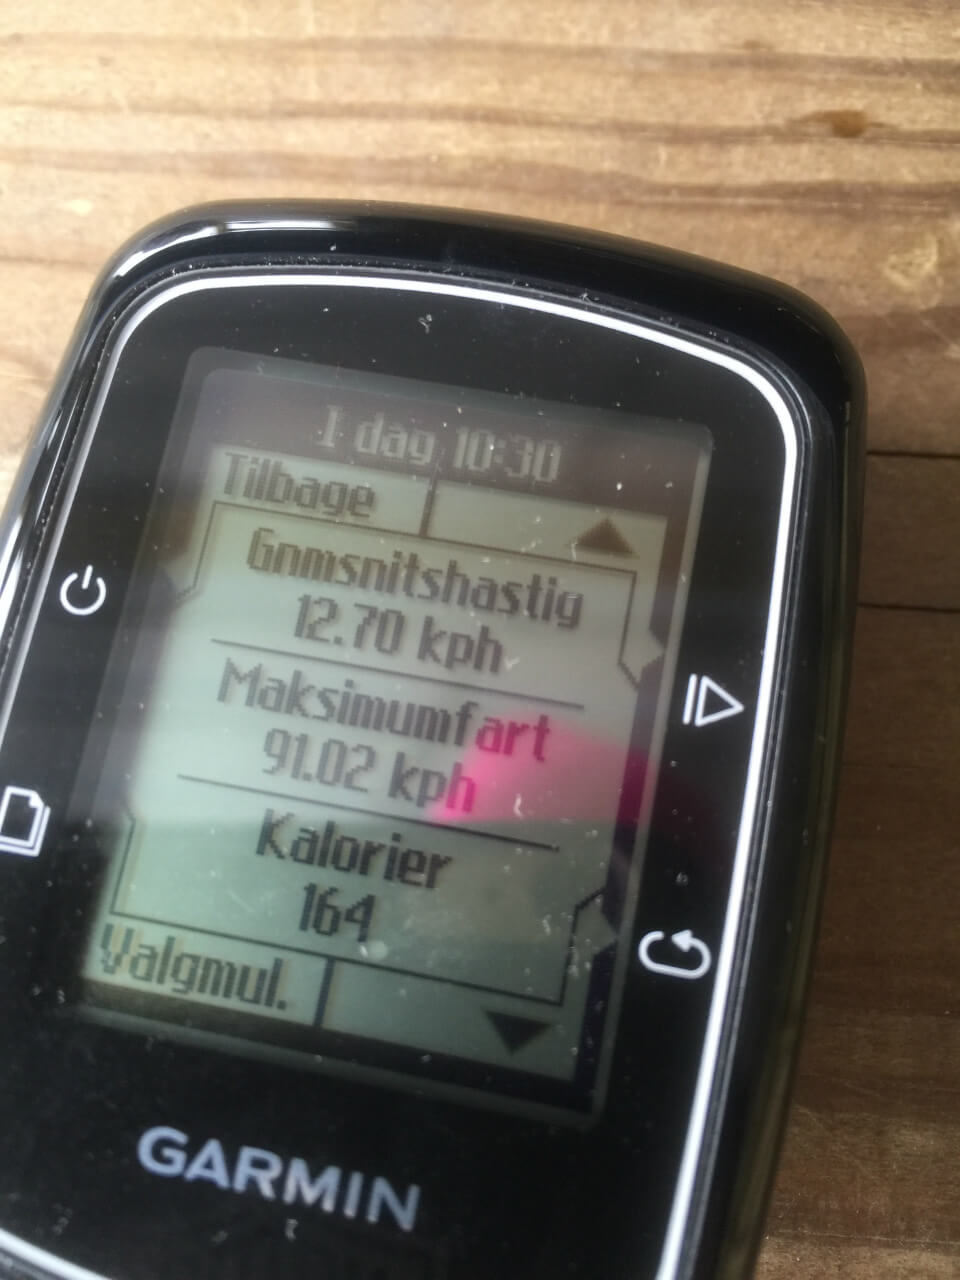 I dag 10:30
Tilbage
Gnmsnitshastig
12.70 kph
Maksimumfart
91.02 kph
Kalorier
164
Valgmul.
GARMIN